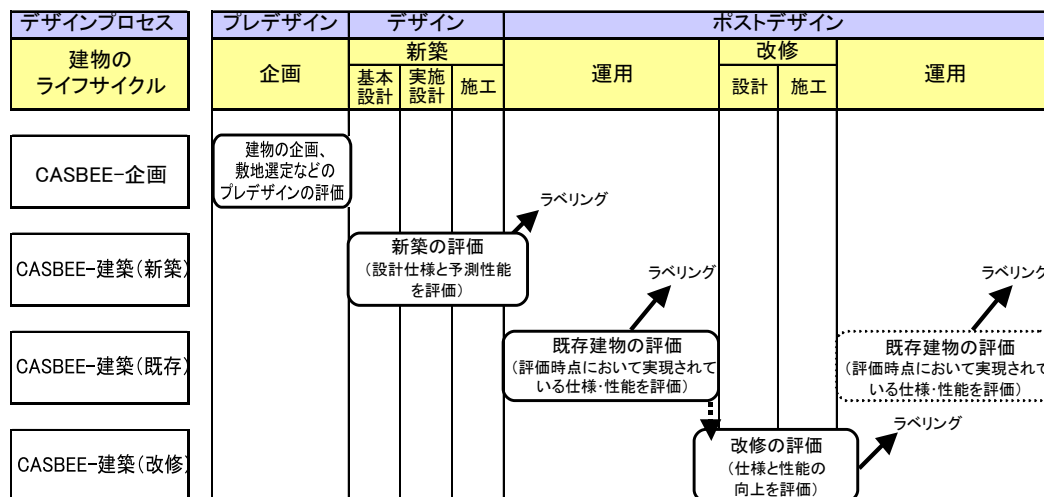 デザインプロセス
プレデザイン
デザイン
ポストデザイン
建物の
ライフサイクル
企画
新築
基本
設計
実施
設計
施工
運用
改修
設計
施工
運用
CASBEE-企画
建物の企画、
敷地選定などの
プレデザインの評価
ラベリング
CASBEE-建築(新築)
新築の評価
(設計仕様と予測性能
を評価)
ラベリング
ラベリング
CASBEE-建築(既存)
既存建物の評価
(評価時点において実現されて
いる仕様・性能を評価)
既存建物の評価
(評価時点において実現されて
いる仕様・性能を評価)
ラベリング
CASBEE-建築(改修)
改修の評価
(仕様と性能の
向上を評価)